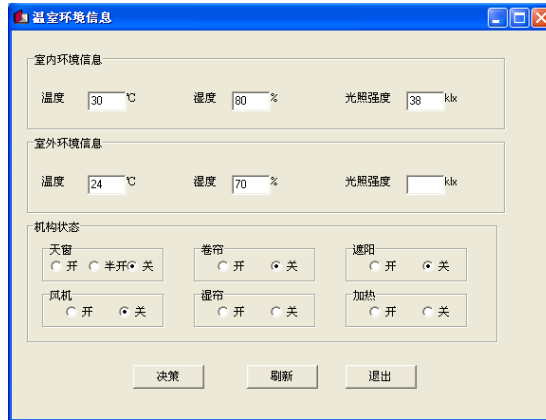 温室环境信息
室内环境信息
温度 30 ℃ 湿度 80 % 光照强度 38 klx
室外环境信息
温度 24 ℃ 湿度 70 % 光照强度 klx
机构状态
天窗 卷帘 遮阳
开 半开 关 开 关 开 关
风机 湿帘 加热
开 关 开 关 开 关
决策 刷新 退出